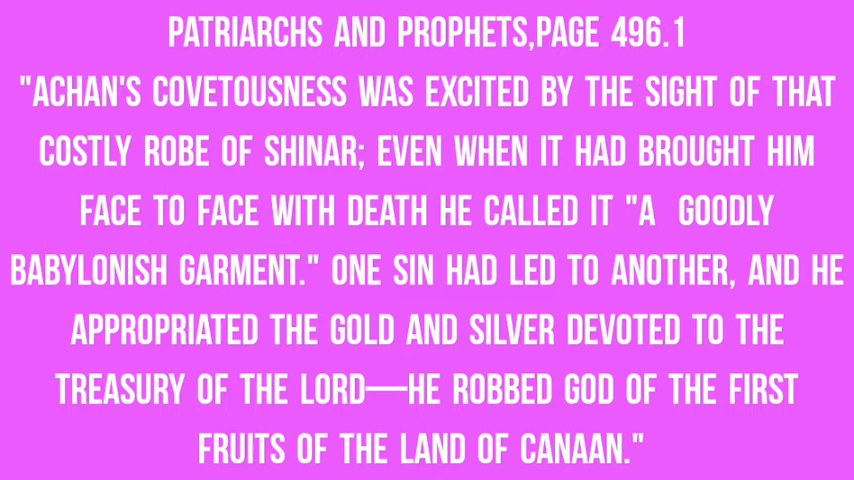 PATRIARCHS AND PROPHETS,PAGE 496.1
"ACHAN'S COVETOUSNESS WAS EXCITED BY THE SIGHT OF THAT
COSTLY ROBE OF SHINAR; EVEN WHEN IT HAD BROUGHT HIM
FACE TO FACE WITH DEATH HE CALLED IT "A  GOODLY
BABYLONISH GARMENT." ONE SIN HAD LED TO ANOTHER, AND HE
APPROPRIATED THE GOLD AND SILVER DEVOTED TO THE
TREASURY OF THE LORD—HE ROBBED GOD OF THE FIRST
FRUITS OF THE LAND OF CANAAN."